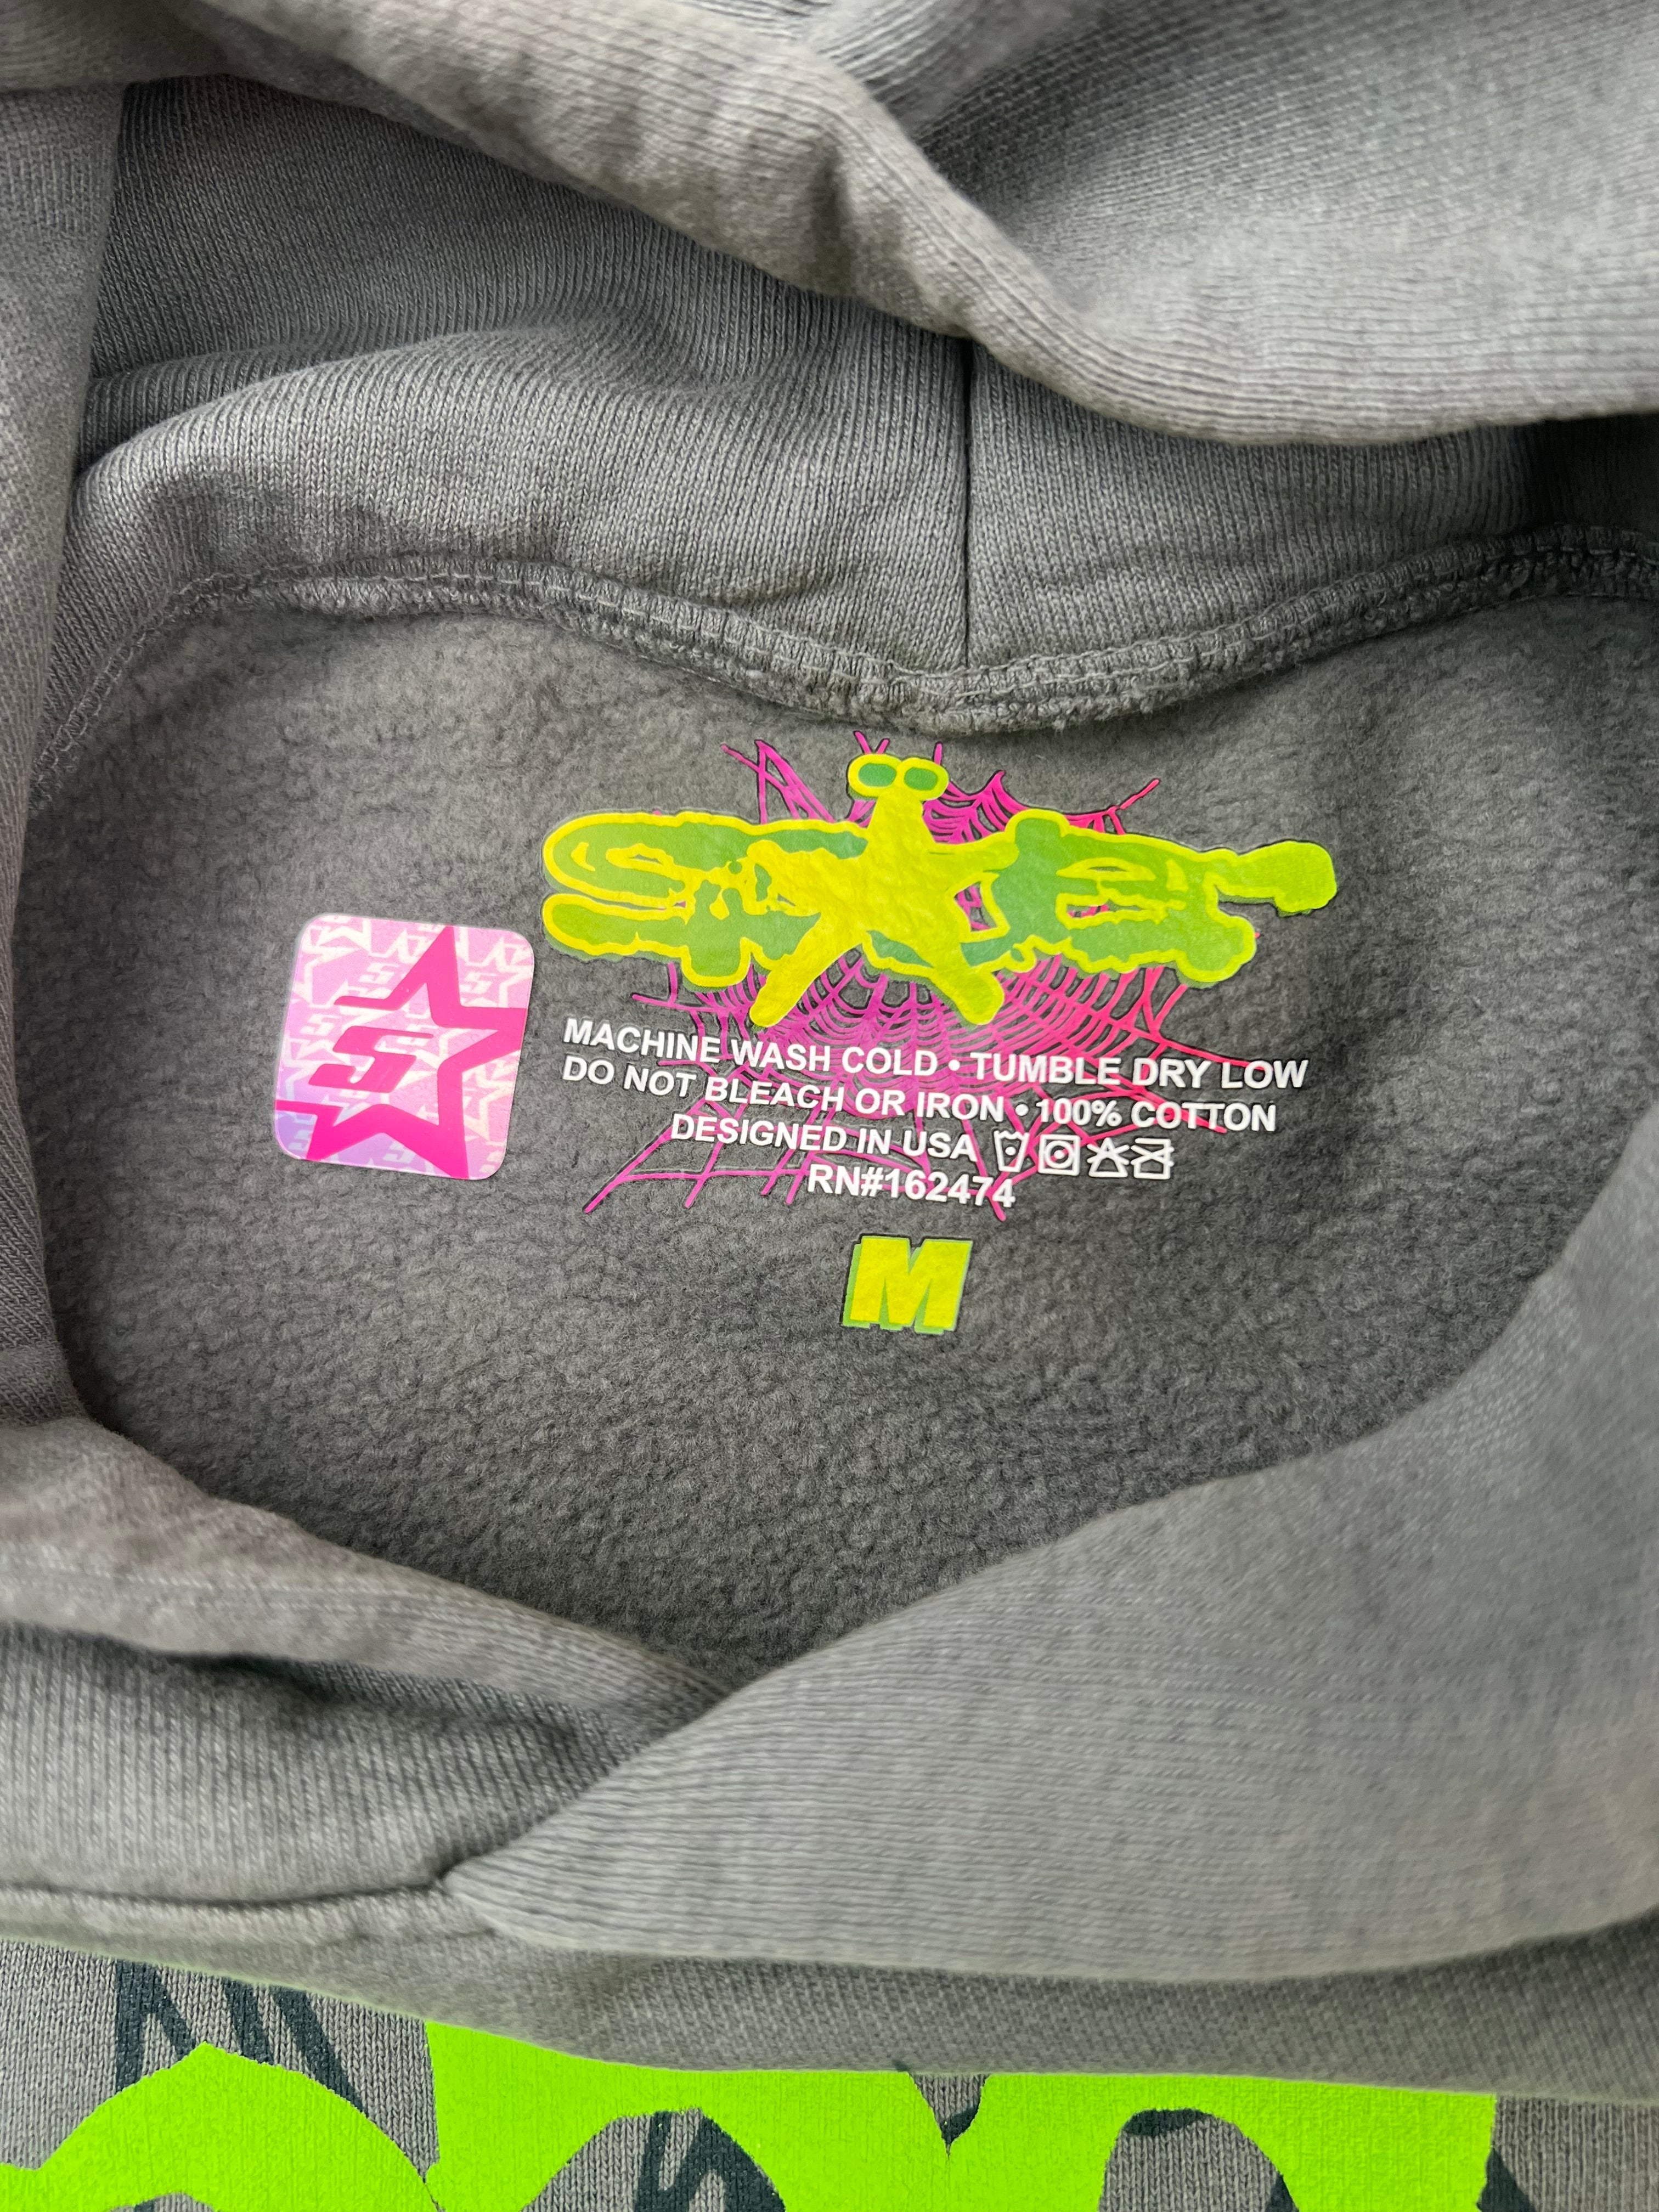 S
MACHINE WASH COLD • TUMBLE DRY LOW
DO NOT BLEACH OR IRON • 100% COTTON
DESIGNED IN USA
RN#162474
M